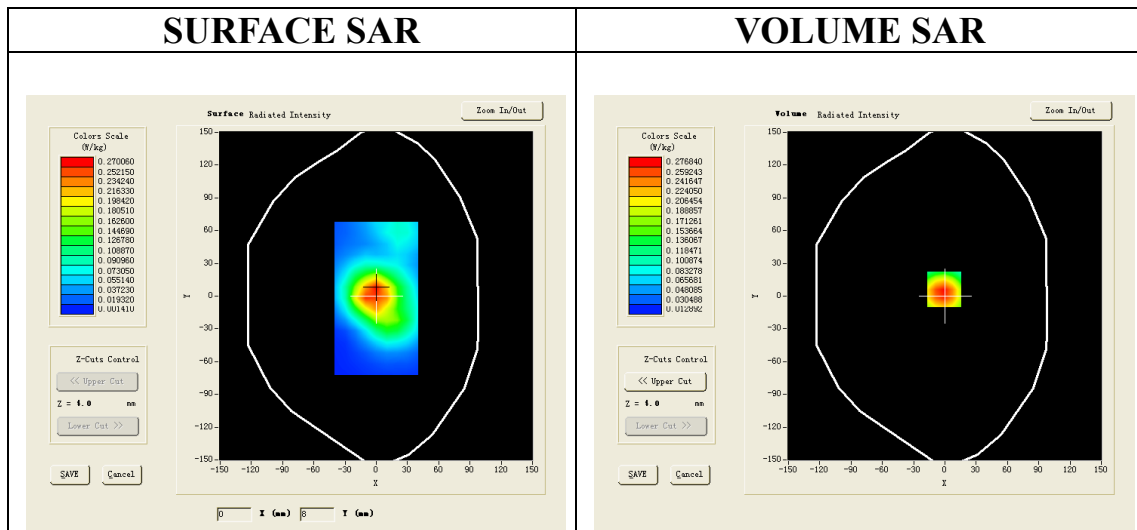 SURFACE SAR
VOLUME SAR
Surface Radiated Intensity
Zoom In/Out
Colors Scale
(W/kg)
0.270060
0.252150
0.234240
0.216330
0.198420
0.180510
0.162600
0.144690
0.126780
0.108870
0.090960
0.073050
0.055140
0.037230
0.019320
0.001410
150
120
90
60
30
0
-30
-60
-90
-120
-150
Y
-150 -120 -90 -60 -30 0 30 60 90 120 150
X
Z-Cuts Control
<< Upper Cut
Z = 4.0 mm
Lower Cut >>
SAVE Cancel
0 X (mm) 8 Y (mm)
Volume Radiated Intensity
Zoom In/Out
Colors Scale
(W/kg)
0.276840
0.259243
0.241647
0.224050
0.206454
0.188857
0.171261
0.153664
0.136067
0.118471
0.100874
0.083278
0.065681
0.048085
0.030488
0.012892
150
120
90
60
30
0
-30
-60
-90
-120
-150
Y
-150 -120 -90 -60 -30 0 30 60 90 120 150
X
Z-Cuts Control
<< Upper Cut
Z = 4.0 mm
Lower Cut >>
SAVE Cancel